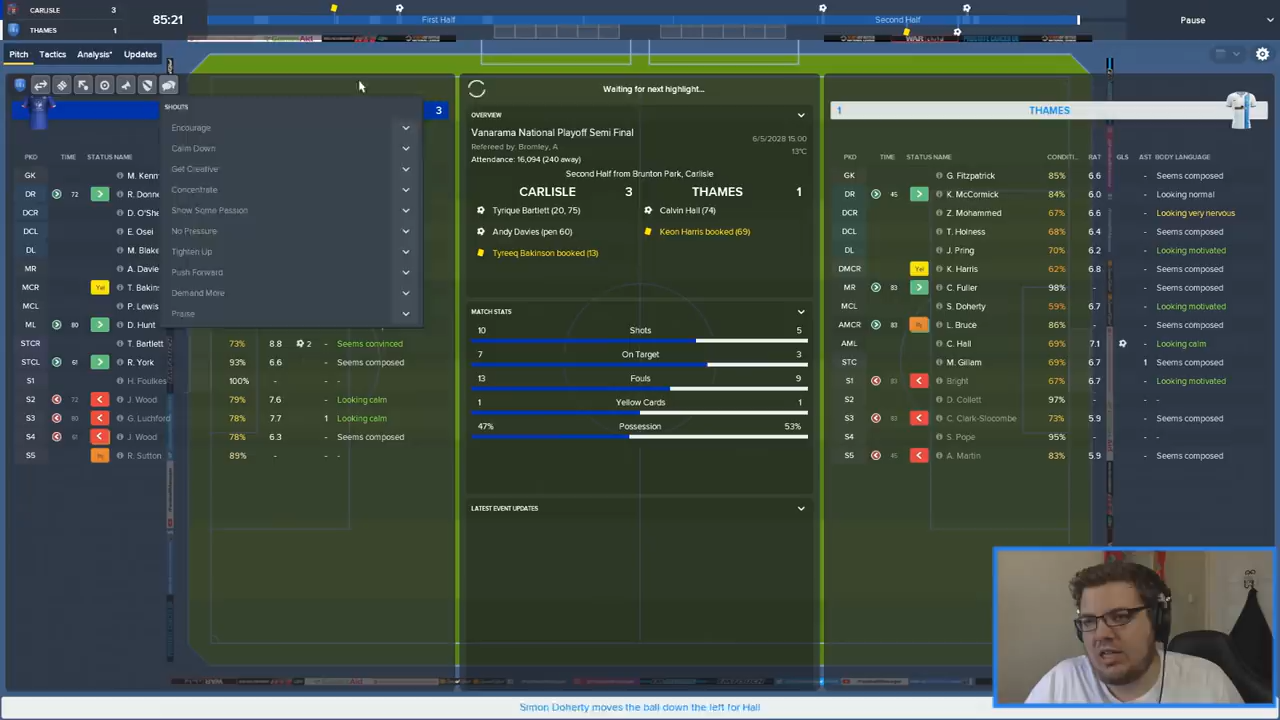 CARLISLE 3
THAMES 1
85:21
First Half
Second Half
Pause
Pitch Tactics Analysis* Updates
3
SHOUTS
Encourage
Calm Down
Get Creative
Concentrate
Show Some Passion
No Pressure
Tighten Up
Push Forward
Demand More
Praise
PKD TIME STATUS NAME
GK M. Kenn
DR 72 R. Donne
DCR D. O'She
DCL E. Osei
DL M. Blake
MR A. Davie
MCR Yel T. Bakins
MCL P. Lewis
ML 80 D. Hunt
STCR T. Bartlett 73% 8.8 2 - Seems convinced
STCL 61 R. York 93% 6.6 - Seems composed
S1 H. Foulkes 100% - - -
S2 72 J. Wood 79% 7.6 - Looking calm
S3 80 G. Luchford 78% 7.7 1 Looking calm
S4 61 J. Wood 78% 6.3 - Seems composed
S5 R. Sutton 89% - - -
Waiting for next highlight...
OVERVIEW
Vanarama National Playoff Semi Final
6/5/2028 15:00
Refereed by: Bromley, A
13°C
Attendance: 16,094 (240 away)
Second Half from Brunton Park, Carlisle
CARLISLE 3 THAMES 1
Tyrique Bartlett (20, 75) Calvin Hall (74)
Andy Davies (pen 60) Keon Harris booked (69)
Tyreeq Bakinson booked (13)
MATCH STATS
10 Shots 5
7 On Target 3
13 Fouls 9
1 Yellow Cards 1
47% Possession 53%
LATEST EVENT UPDATES
1 THAMES
PKD TIME STATUS NAME CONDITI... RAT GLS AST BODY LANGUAGE
GK G. Fitzpatrick 85% 6.6 - Seems composed
DR 45 K. McCormick 84% 6.0 - Looking normal
DCR Z. Mohammed 67% 6.6 - Looking very nervous
DCL T. Holness 68% 6.4 - Seems composed
DL J. Pring 70% 6.2 - Looking motivated
DMCR Yel K. Harris 62% 6.8 - Seems composed
MR 83 C. Fuller 98% - - Seems composed
MCL S. Doherty 59% 6.7 - Looking motivated
AMCR 83 L. Bruce 86% - - Seems composed
AML C. Hall 69% 7.1 - Looking calm
STC M. Gillam 69% 6.7 1 Seems composed
S1 83 Bright 67% - Looking motivated
S2 D. Collett 97% - - -
S3 83 C. Clark-Slocombe 73% 5.9 - Seems composed
S4 S. Pope 95% - - -
S5 45 A. Martin 83% 5.9 - Seems composed
Simon Doherty moves the ball down the left for Hall